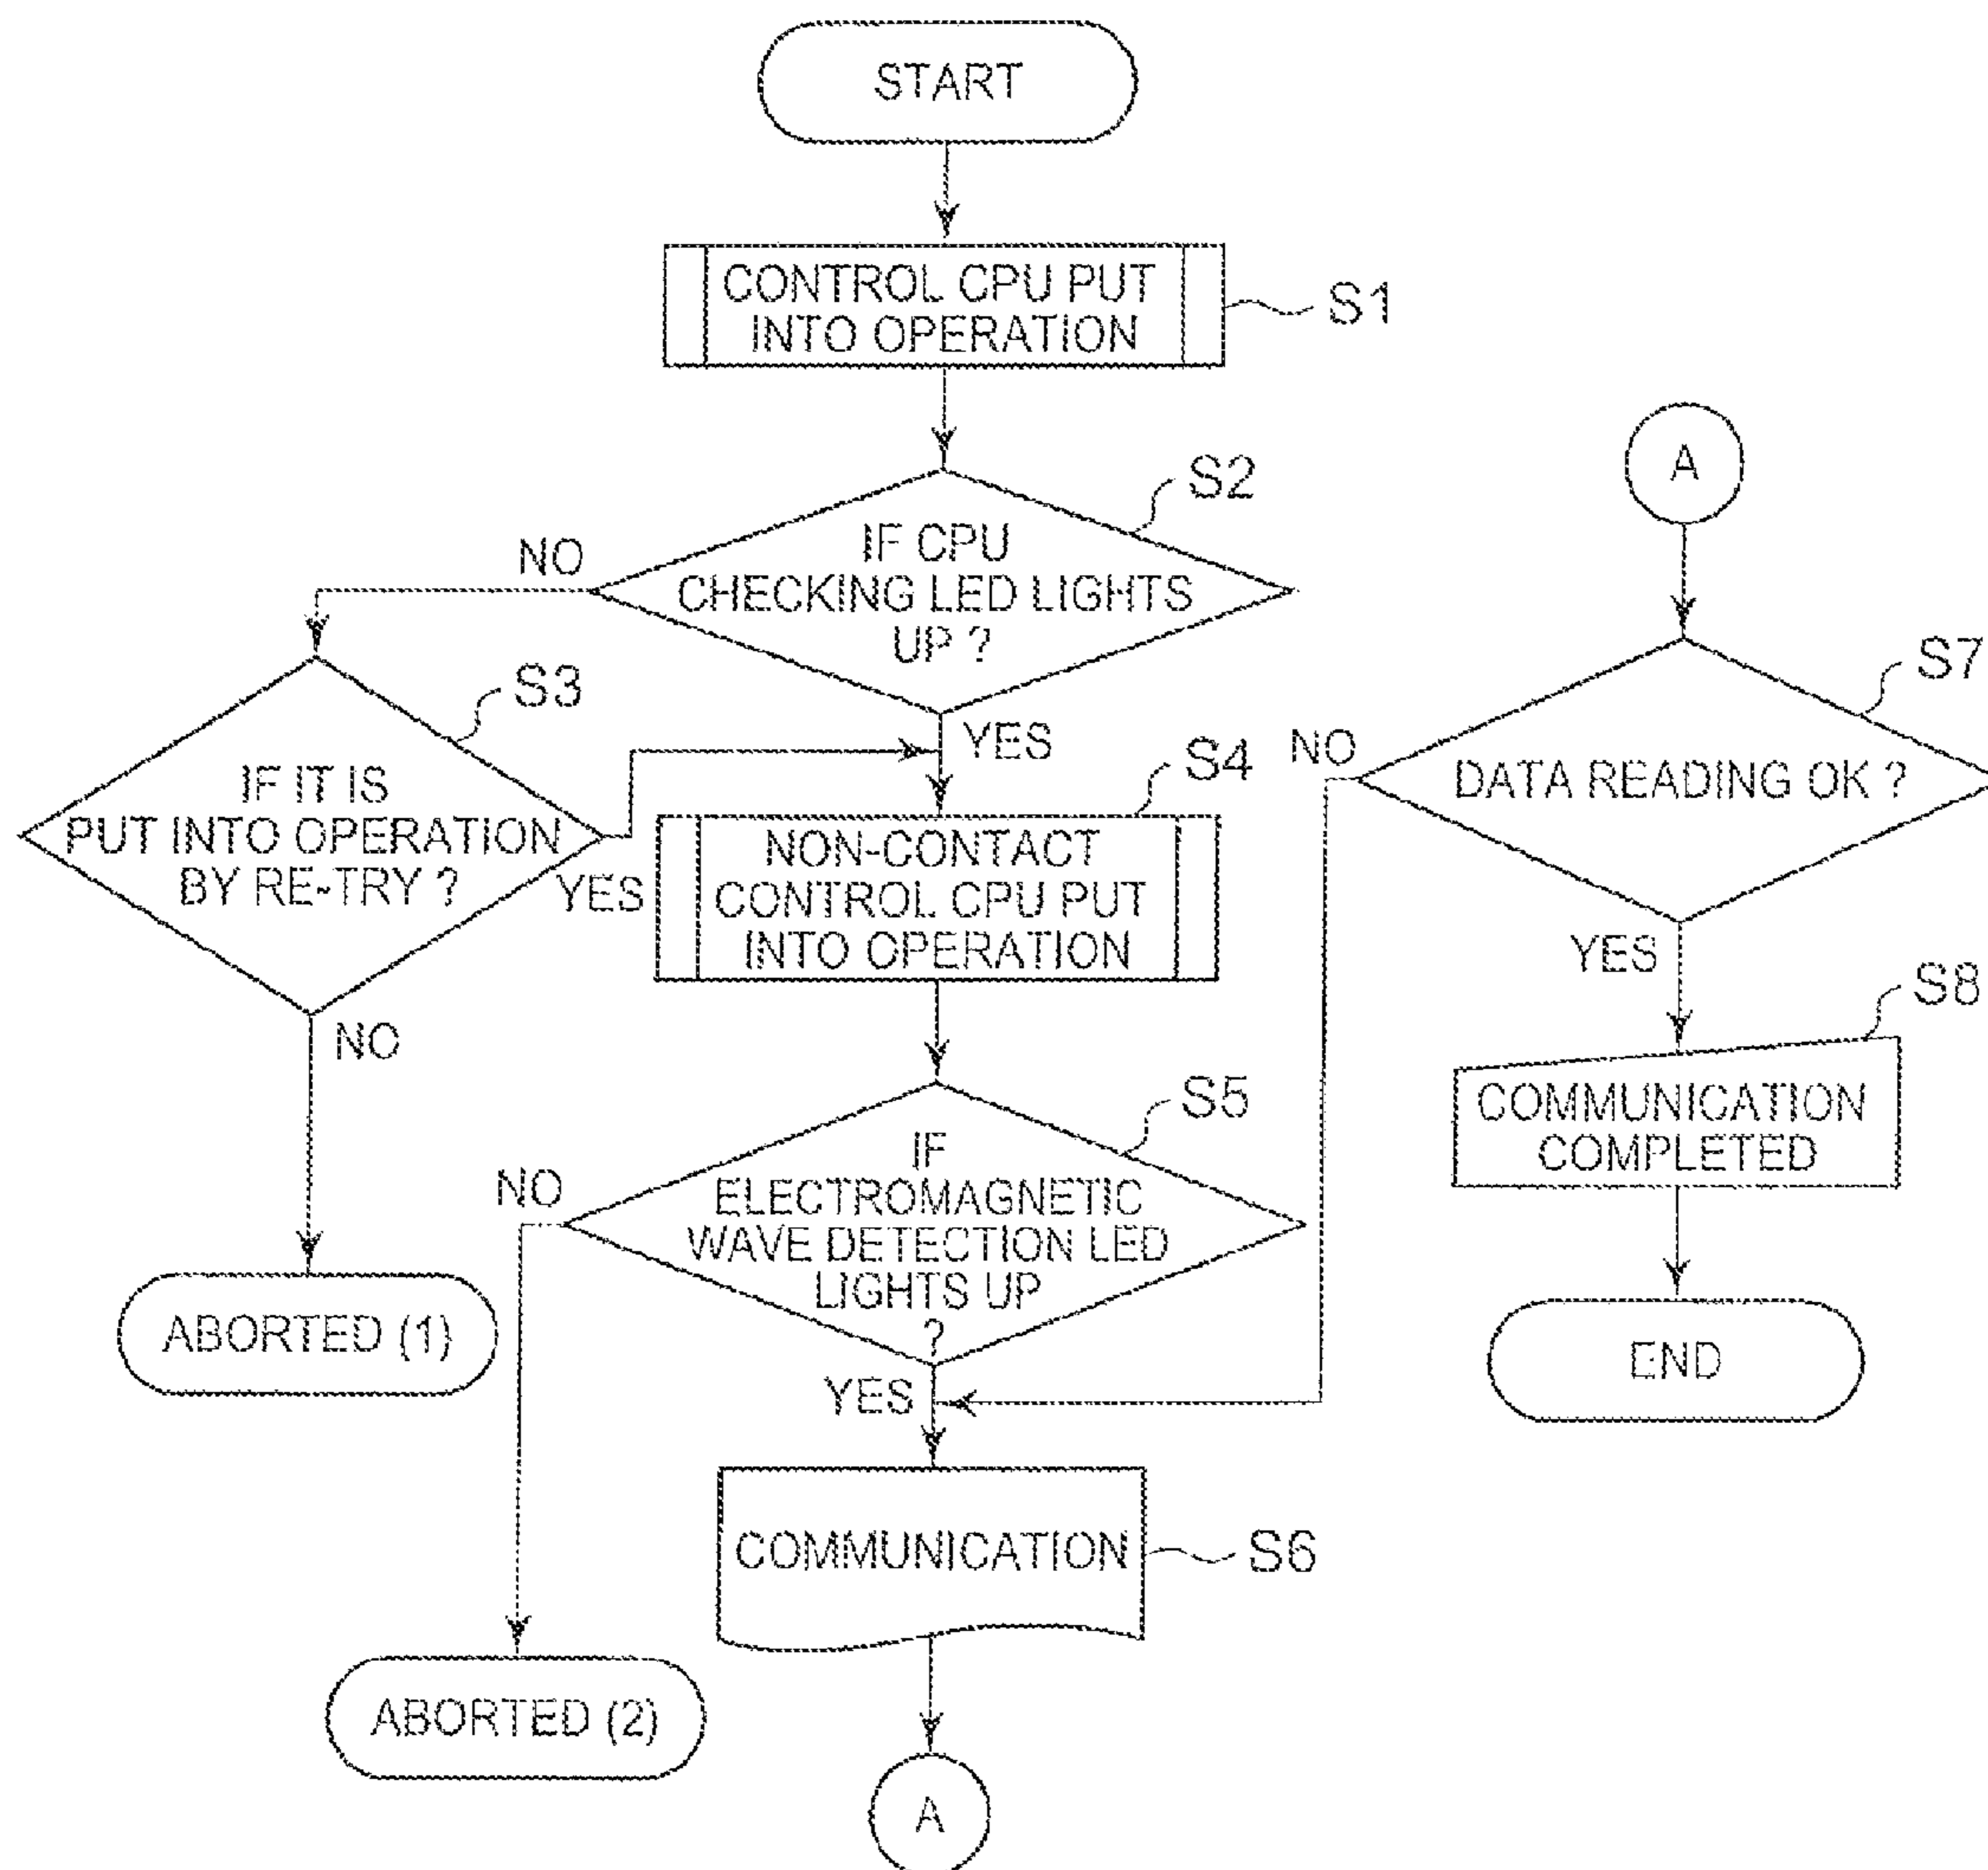 START
CONTROL CPU PUT
INTO OPERATION
S1
S2
IF CPU
CHECKING LED LIGHTS
UP ?
NO
YES
S3
IF IT IS
PUT INTO OPERATION
BY RE-TRY ?
YES
NO
ABORTED (1)
S4
NON-CONTACT
CONTROL CPU PUT
INTO OPERATION
S5
IF
ELECTROMAGNETIC
WAVE DETECTION LED
LIGHTS UP
?
NO
YES
ABORTED (2)
COMMUNICATION
S6
A
A
S7
DATA READING OK ?
NO
YES
S8
COMMUNICATION
COMPLETED
END